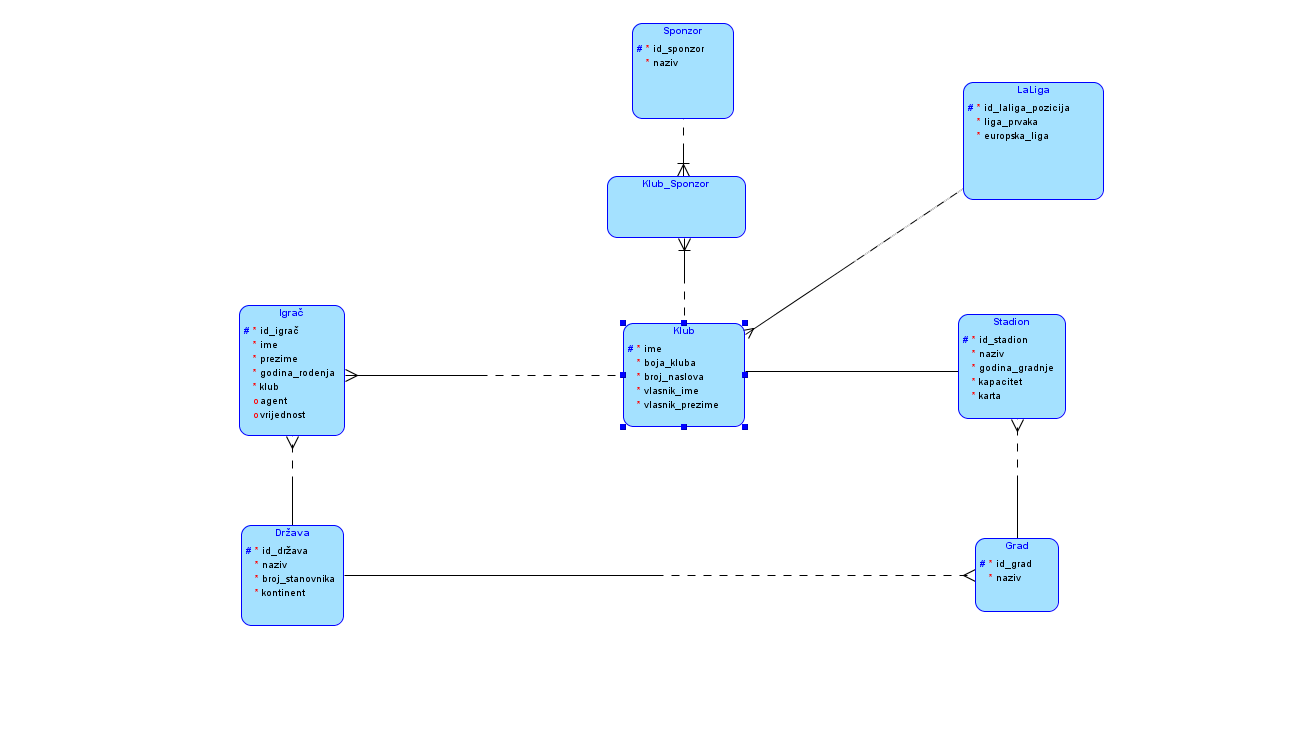 Sponzor
# * id_sponzor
* naziv
LaLiga
# * id_laliga_pozicija
* liga_prvaka
* europska_liga
Klub_Sponzor
Igrač
# * id_igrač
* ime
* prezime
* godina_rođenja
* klub
o agent
o vrijednost
Klub
# * ime
* boja_kluba
* broj_naslova
* vlasnik_ime
* vlasnik_prezime
Stadion
# * id_stadion
* naziv
* godina_gradnje
* kapacitet
* karta
Država
# * id_država
* naziv
* broj_stanovnika
* kontinent
Grad
# * id_grad
* naziv